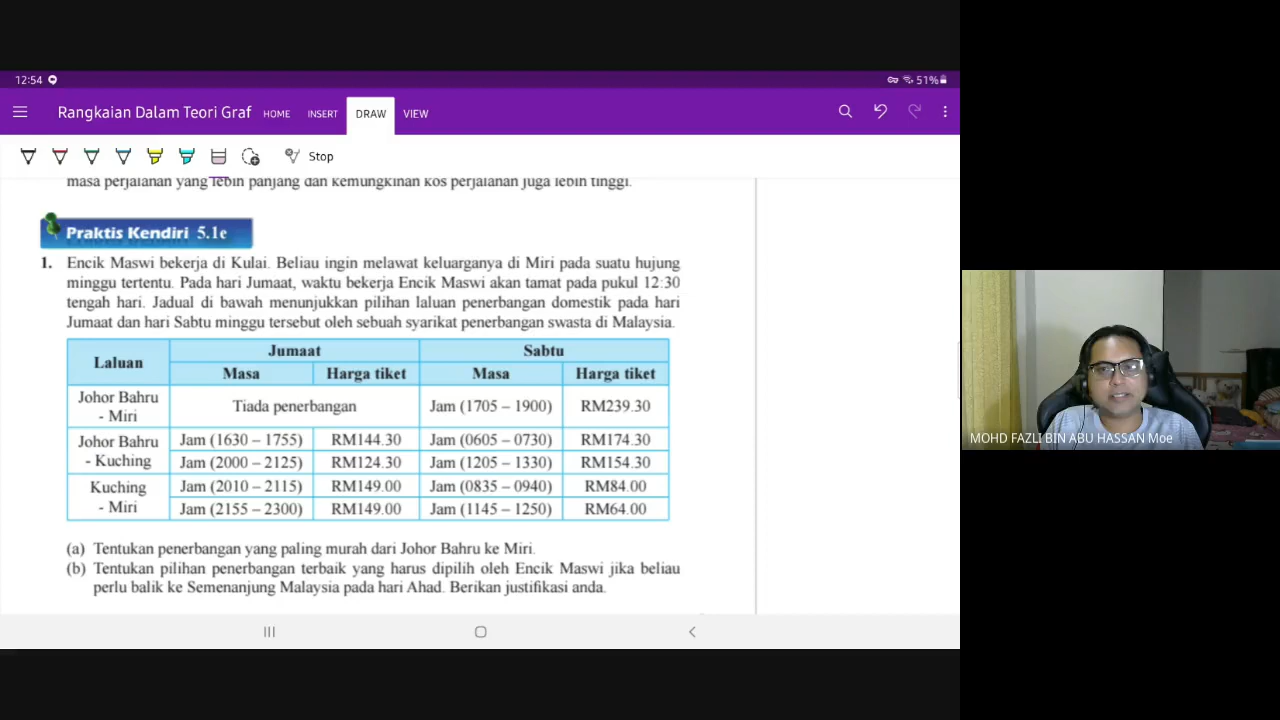 12:54
51%
Rangkaian Dalam Teori Graf HOME INSERT DRAW VIEW
Stop
masa perjalanan yang lebih panjang dan kemungkinan kos perjalanan juga lebih tinggi.
Praktis Kendiri 5.1e
1. Encik Maswi bekerja di Kulai. Beliau ingin melawat keluarganya di Miri pada suatu hujung
minggu tertentu. Pada hari Jumaat, waktu bekerja Encik Maswi akan tamat pada pukul 12:30
tengah hari. Jadual di bawah menunjukkan pilihan laluan penerbangan domestik pada hari
Jumaat dan hari Sabtu minggu tersebut oleh sebuah syarikat penerbangan swasta di Malaysia.
Laluan Jumaat Sabtu
Masa Harga tiket Masa Harga tiket
Johor Bahru
- Miri Tiada penerbangan Jam (1705 – 1900) RM239.30
Johor Bahru Jam (1630 – 1755) RM144.30 Jam (0605 – 0730) RM174.30
- Kuching Jam (2000 – 2125) RM124.30 Jam (1205 – 1330) RM154.30
Kuching Jam (2010 – 2115) RM149.00 Jam (0835 – 0940) RM84.00
- Miri Jam (2155 – 2300) RM149.00 Jam (1145 – 1250) RM64.00
(a) Tentukan penerbangan yang paling murah dari Johor Bahru ke Miri.
(b) Tentukan pilihan penerbangan terbaik yang harus dipilih oleh Encik Maswi jika beliau
perlu balik ke Semenanjung Malaysia pada hari Ahad. Berikan justifikasi anda.
MOHD FAZLI BIN ABU HASSAN Moe